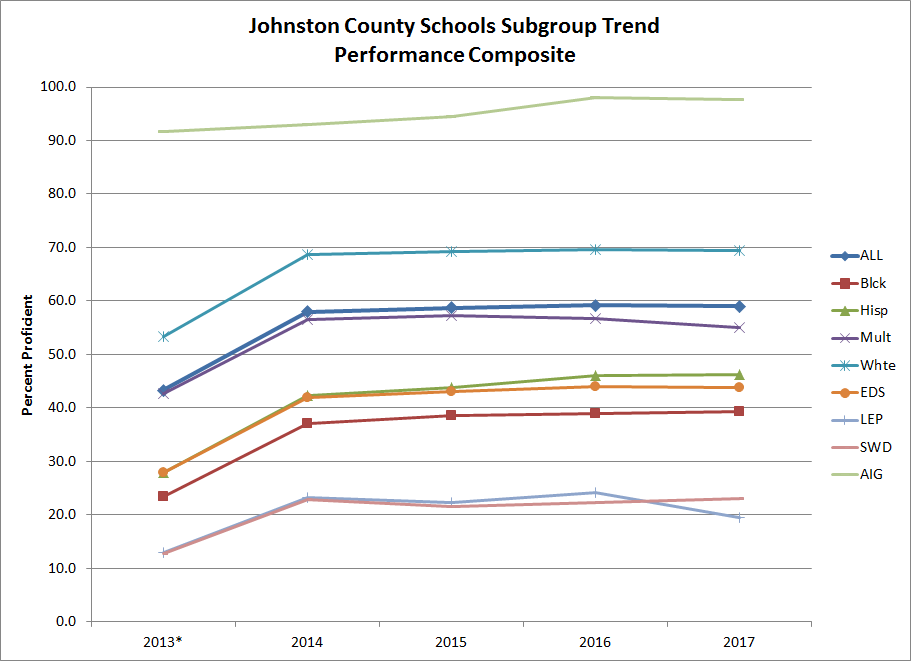 Johnston County Schools Subgroup Trend
Performance Composite
Percent Proficient
100.0
90.0
80.0
70.0
60.0
50.0
40.0
30.0
20.0
10.0
0.0
2013* 2014 2015 2016 2017
ALL
Blck
Hisp
Mult
Whte
EDS
LEP
SWD
AIG